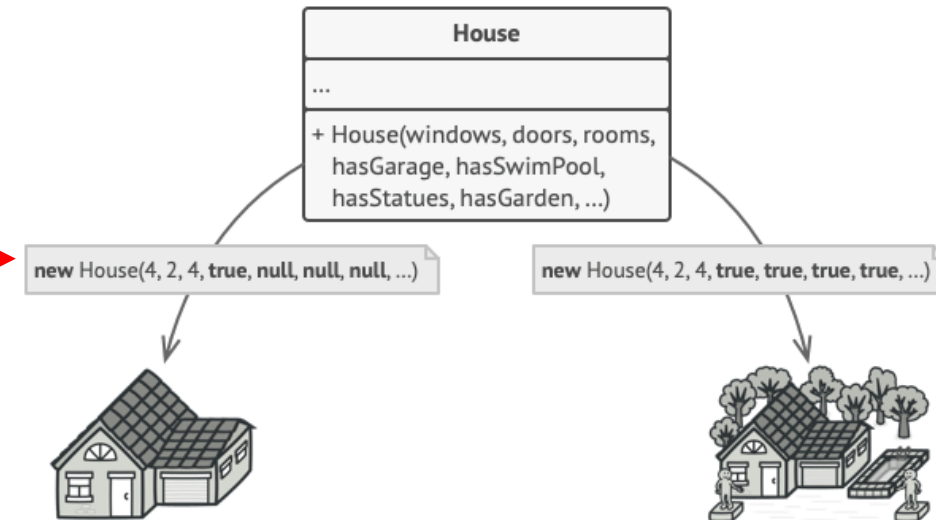 House
...
+ House(windows, doors, rooms,
hasGarage, hasSwimPool,
hasStatues, hasGarden, ...)
new House(4, 2, 4, true, null, null, null, ...)
new House(4, 2, 4, true, true, true, true, ...)